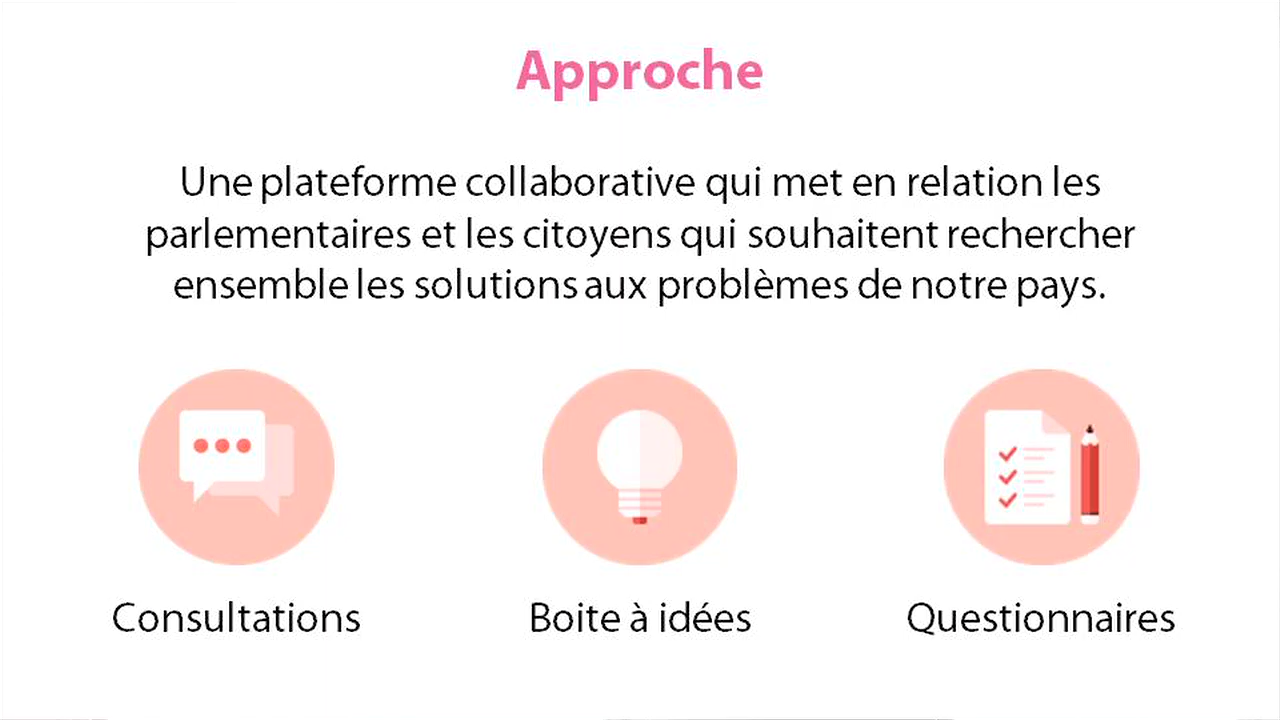 Approche
Une plateforme collaborative qui met en relation les
parlementaires et les citoyens qui souhaitent rechercher
ensemble les solutions aux problèmes de notre pays.
Consultations
Boite à idées
Questionnaires